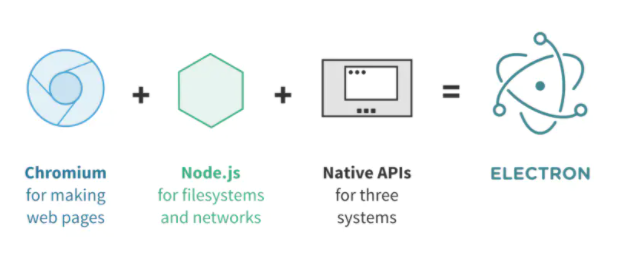 + + =
Chromium
for making
web pages
Node.js
for filesystems
and networks
Native APIs
for three
systems
ELECTRON